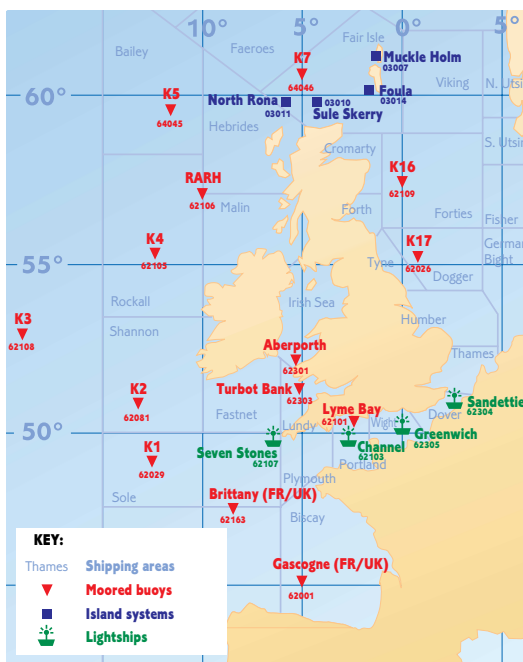 10°
5°
0°
5°
Fair Isle
Bailey
Faeroes
K7
64046
Muckle Holm
03007
Viking
N. Utsi
60°
K5
64045
North Rona
03011
03010
Sule Skerry
Foula
03014
Hebrides
S. Utsi
Cromarty
K16
62109
RARH
62106
Malin
Forth
Forties
Fisher
K4
62105
K17
62026
German
Bight
55°
Tyne
Dogger
Rockall
Irish Sea
K3
62108
Shannon
Humber
Aberporth
62301
Thames
K2
62081
Turbot Bank
62303
Sandettie
62304
Lyme Bay
62101
Fastnet
Lundy
Wight
Dover
50°
Greenwich
62305
K1
62029
Seven Stones
62107
Channel
62103
Portland
Plymouth
Sole
Brittany (FR/UK)
62163
Biscay
KEY:
Thames Shipping areas
Moored buoys
Island systems
Lightships
Gascogne (FR/UK)
62001